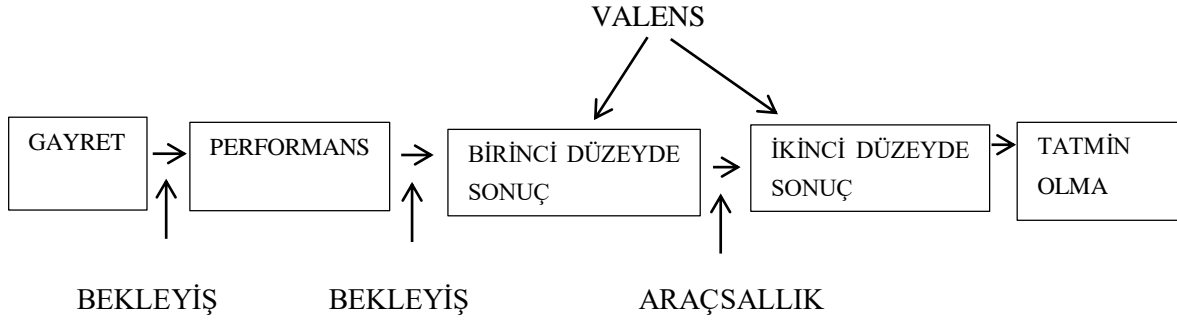 VALENS
GAYRET
PERFORMANS
BİRİNCİ DÜZEYDE
SONUÇ
İKİNCİ DÜZEYDE
SONUÇ
TATMİN
OLMA
BEKLEYİŞ
BEKLEYİŞ
ARAÇSALLIK